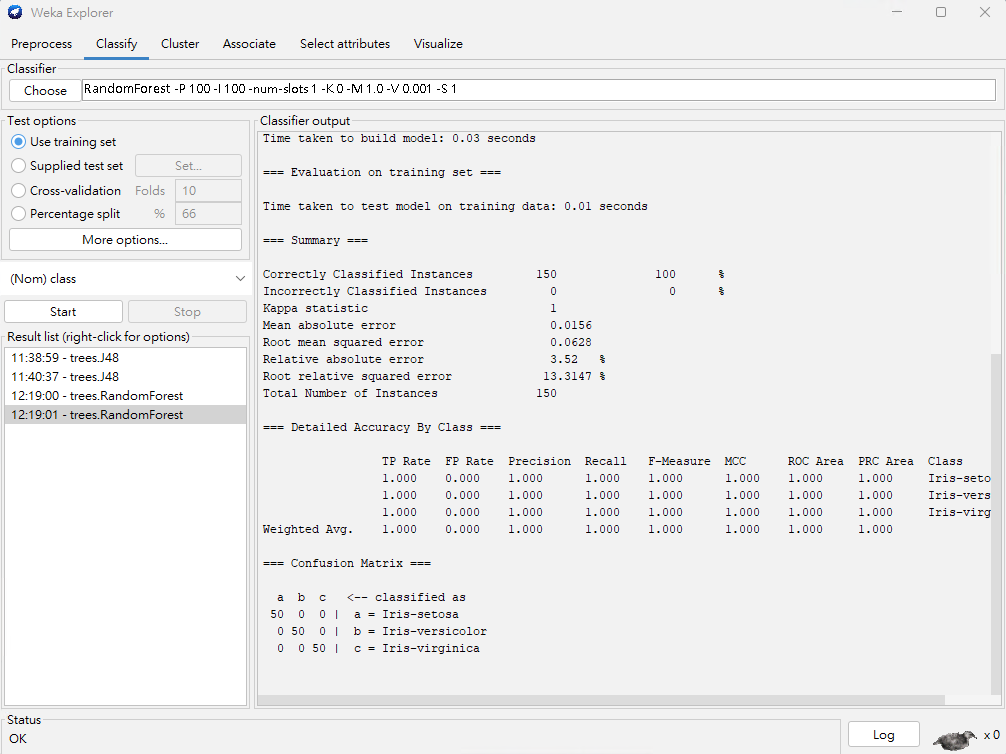 Weka Explorer
Preprocess Classify Cluster Associate Select attributes Visualize
Classifier
Choose RandomForest -P 100 -I 100 -num-slots 1 -K 0 -M 1.0 -V 0.001 -S 1
Test options
Use training set
Supplied test set Set...
Cross-validation Folds 10
Percentage split % 66
More options...
(Nom) class
Start Stop
Result list (right-click for options)
11:38:59 - trees.J48
11:40:37 - trees.J48
12:19:00 - trees.RandomForest
12:19:01 - trees.RandomForest
Classifier output
Time taken to build model: 0.03 seconds
=== Evaluation on training set ===
Time taken to test model on training data: 0.01 seconds
=== Summary ===
Correctly Classified Instances 150 100 %
Incorrectly Classified Instances 0 0 %
Kappa statistic 1
Mean absolute error 0.0156
Root mean squared error 0.0628
Relative absolute error 3.52 %
Root relative squared error 13.3147 %
Total Number of Instances 150
=== Detailed Accuracy By Class ===
TP Rate FP Rate Precision Recall F-Measure MCC ROC Area PRC Area Class
1.000 0.000 1.000 1.000 1.000 1.000 1.000 1.000 Iris-seto
1.000 0.000 1.000 1.000 1.000 1.000 1.000 1.000 Iris-vers
1.000 0.000 1.000 1.000 1.000 1.000 1.000 1.000 Iris-virg
Weighted Avg. 1.000 0.000 1.000 1.000 1.000 1.000 1.000 1.000
=== Confusion Matrix ===
a b c <-- classified as
50 0 0 | a = Iris-setosa
0 50 0 | b = Iris-versicolor
0 0 50 | c = Iris-virginica
Status
OK
Log x 0